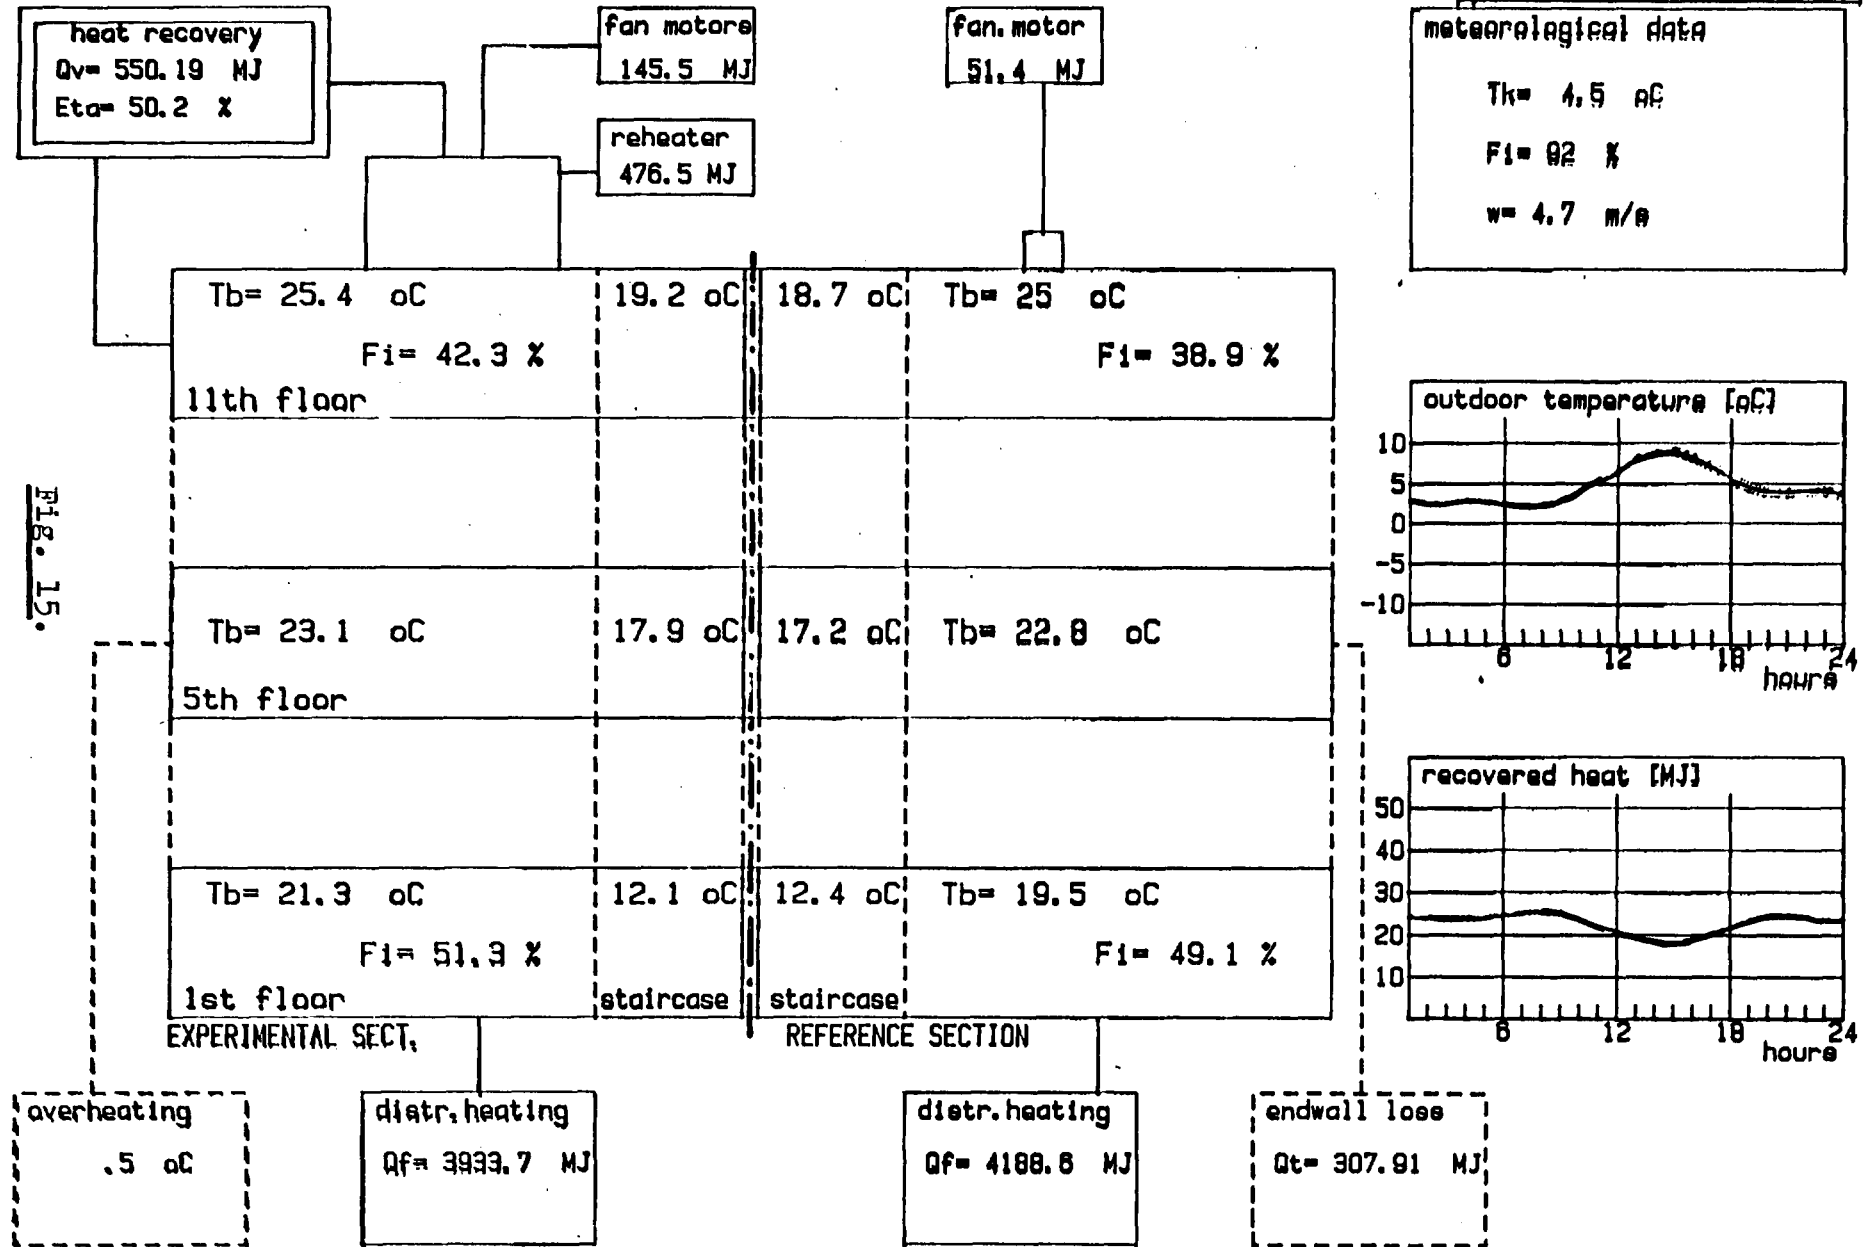 heat recovery
Qv= 550.19 MJ
Eta= 50.2 %
fan motors
145.5 MJ
reheater
476.5 MJ
fan.motor
51.4 MJ
meteorological data
Tk= 4.5 oC
Fi= 82 %
w= 4.7 m/s
Tb= 25.4 oC
19.2 oC
18.7 oC
Tb= 25 oC
Fi= 42.3 %
Fi= 38.9 %
11th floor
outdoor temperature [oC]
10
5
0
-5
-10
6 12 18 24
hours
Fig. 15.
Tb= 23.1 oC
17.9 oC
17.2 oC
Tb= 22.8 oC
5th floor
recovered heat [MJ]
50
40
30
20
10
6 12 18 24
hours
Tb= 21.3 oC
12.1 oC
12.4 oC
Tb= 19.5 oC
Fi= 51.3 %
Fi= 49.1 %
1st floor
staircase
staircase
EXPERIMENTAL SECT.
REFERENCE SECTION
overheating
.5 oC
distr.heating
Qf= 3933.7 MJ
distr.heating
Qf= 4188.6 MJ
endwall loss
Qt= 307.91 MJ